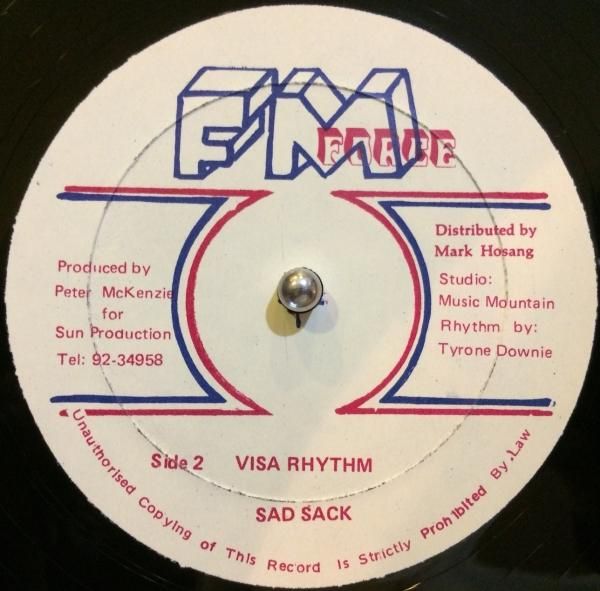 FM
FORCE
Produced by
Peter McKenzie
for
Sun Production
Tel: 92-34958
Distributed by
Mark Hosang
Studio:
Music Mountain
Rhythm by:
Tyrone Downie
Side 2 VISA RHYTHM
SAD SACK
Unauthorised Copying of This Record Is Strictly Prohibited By Law